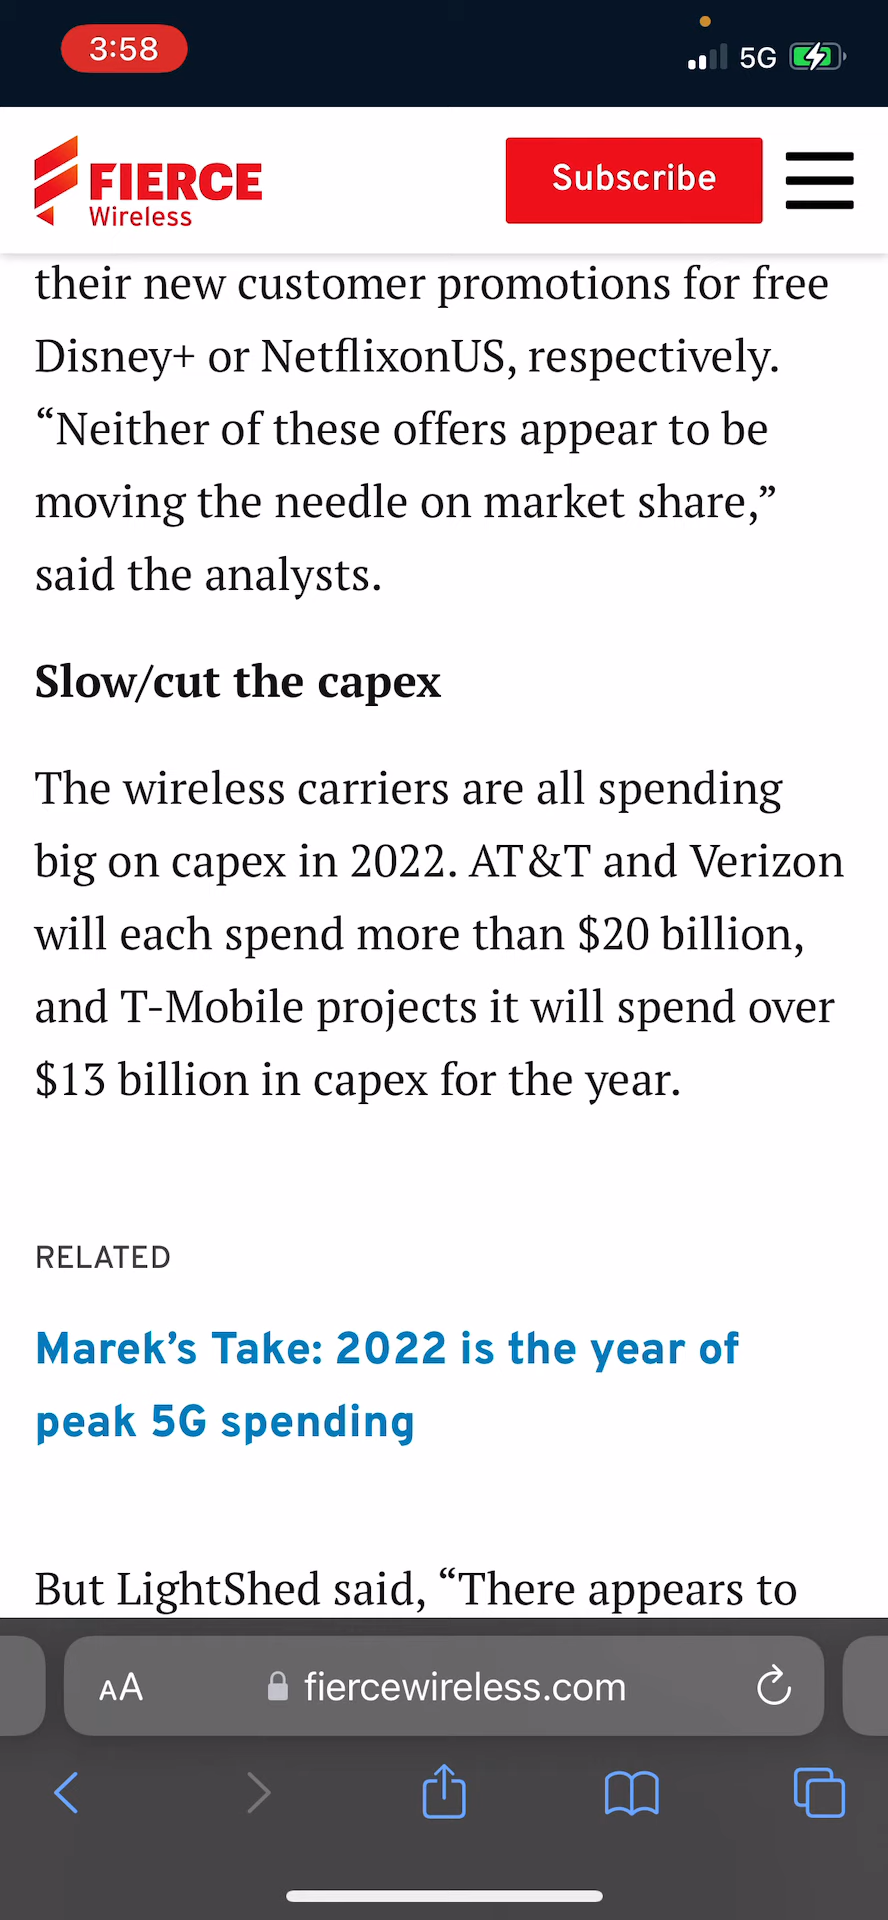 3:58
5G
FIERCE
Wireless
Subscribe
their new customer promotions for free
Disney+ or NetflixonUS, respectively.
“Neither of these offers appear to be
moving the needle on market share,”
said the analysts.
Slow/cut the capex
The wireless carriers are all spending
big on capex in 2022. AT&T and Verizon
will each spend more than $20 billion,
and T-Mobile projects it will spend over
$13 billion in capex for the year.
RELATED
Marek’s Take: 2022 is the year of
peak 5G spending
But LightShed said, “There appears to
AA
fiercewireless.com